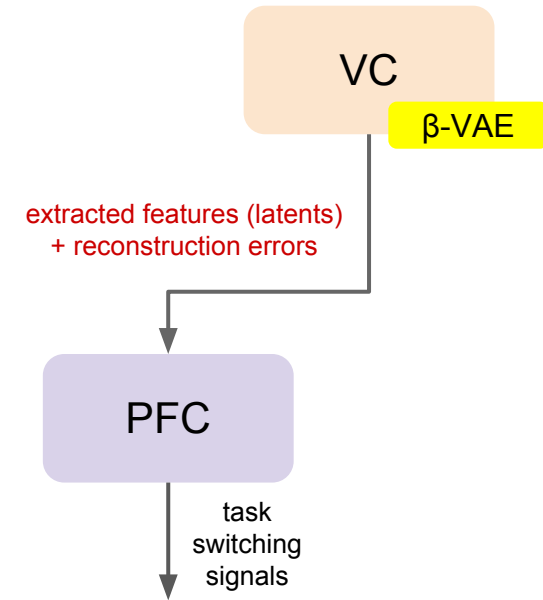 VC
β-VAE
extracted features (latents)
+ reconstruction errors
PFC
task
switching
signals